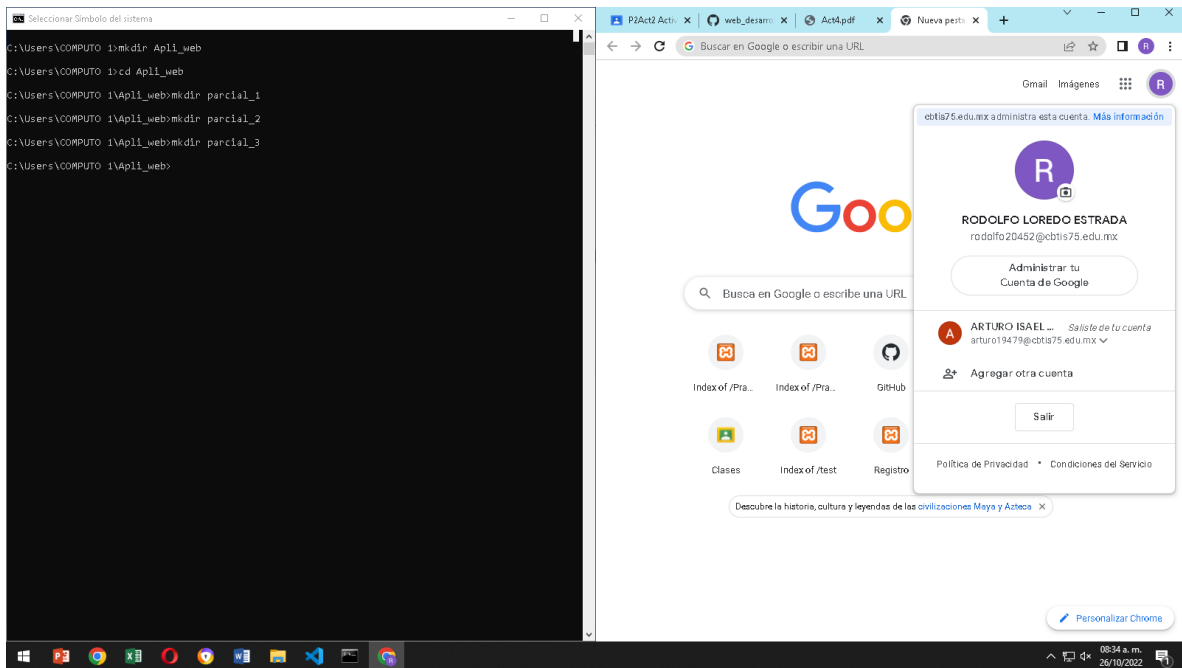 Seleccionar Símbolo del sistema
C:\Users\COMPUTO 1>mkdir Apli_web
C:\Users\COMPUTO 1>cd Apli_web
C:\Users\COMPUTO 1\Apli_web>mkdir parcial_1
C:\Users\COMPUTO 1\Apli_web>mkdir parcial_2
C:\Users\COMPUTO 1\Apli_web>mkdir parcial_3
C:\Users\COMPUTO 1\Apli_web>
P2Act2 Activ
web_desarro
Act4.pdf
Nueva pesta
Buscar en Google o escribir una URL
R
Gmail Imágenes
R
cbtis75.edu.mx administra esta cuenta. Más información
R
RODOLFO LOREDO ESTRADA
rodolfo20452@cbtis75.edu.mx
Administrar tu
Cuenta de Google
A
ARTURO ISAEL ... Saliste de tu cuenta
arturo19479@cbtis75.edu.mx
Agregar otra cuenta
Salir
Política de Privacidad • Condiciones del Servicio
Goo
Busca en Google o escribe una URL
Index of /Pra...
Index of /Pra...
GitHub
Clases
Index of /test
Registro
Descubre la historia, cultura y leyendas de las civilizaciones Maya y Azteca
Personalizar Chrome
08:34 a. m.
26/10/2022